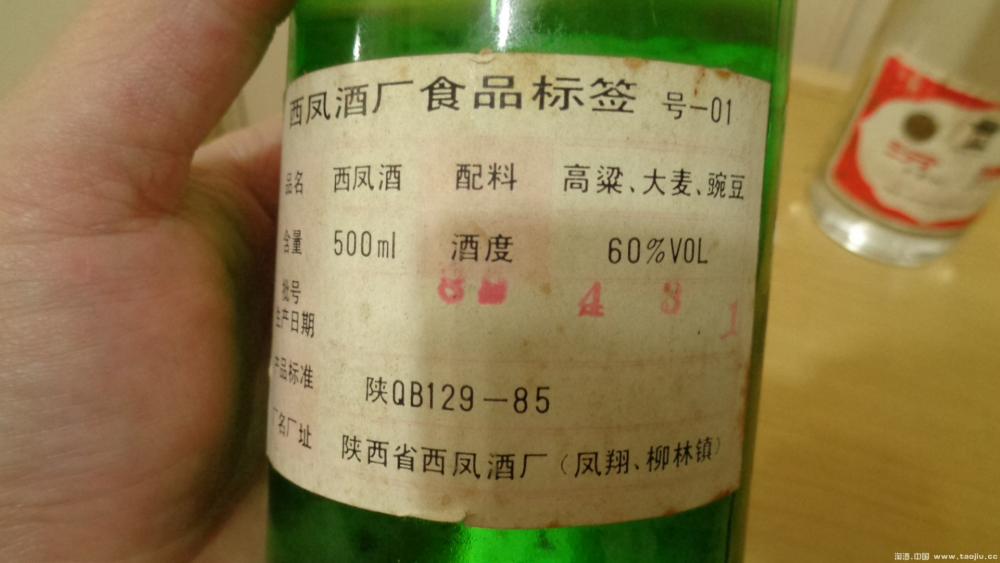 西凤酒厂食品标签 号-01
品名 西凤酒 配料 高粱、大麦、豌豆
含量 500ml 酒度 60%VOL
批号
生产日期 4 3 1
产品标准 陕QB129-85
厂名厂址 陕西省西凤酒厂(凤翔、柳林镇)
淘酒.中国 www.taojiu.cc